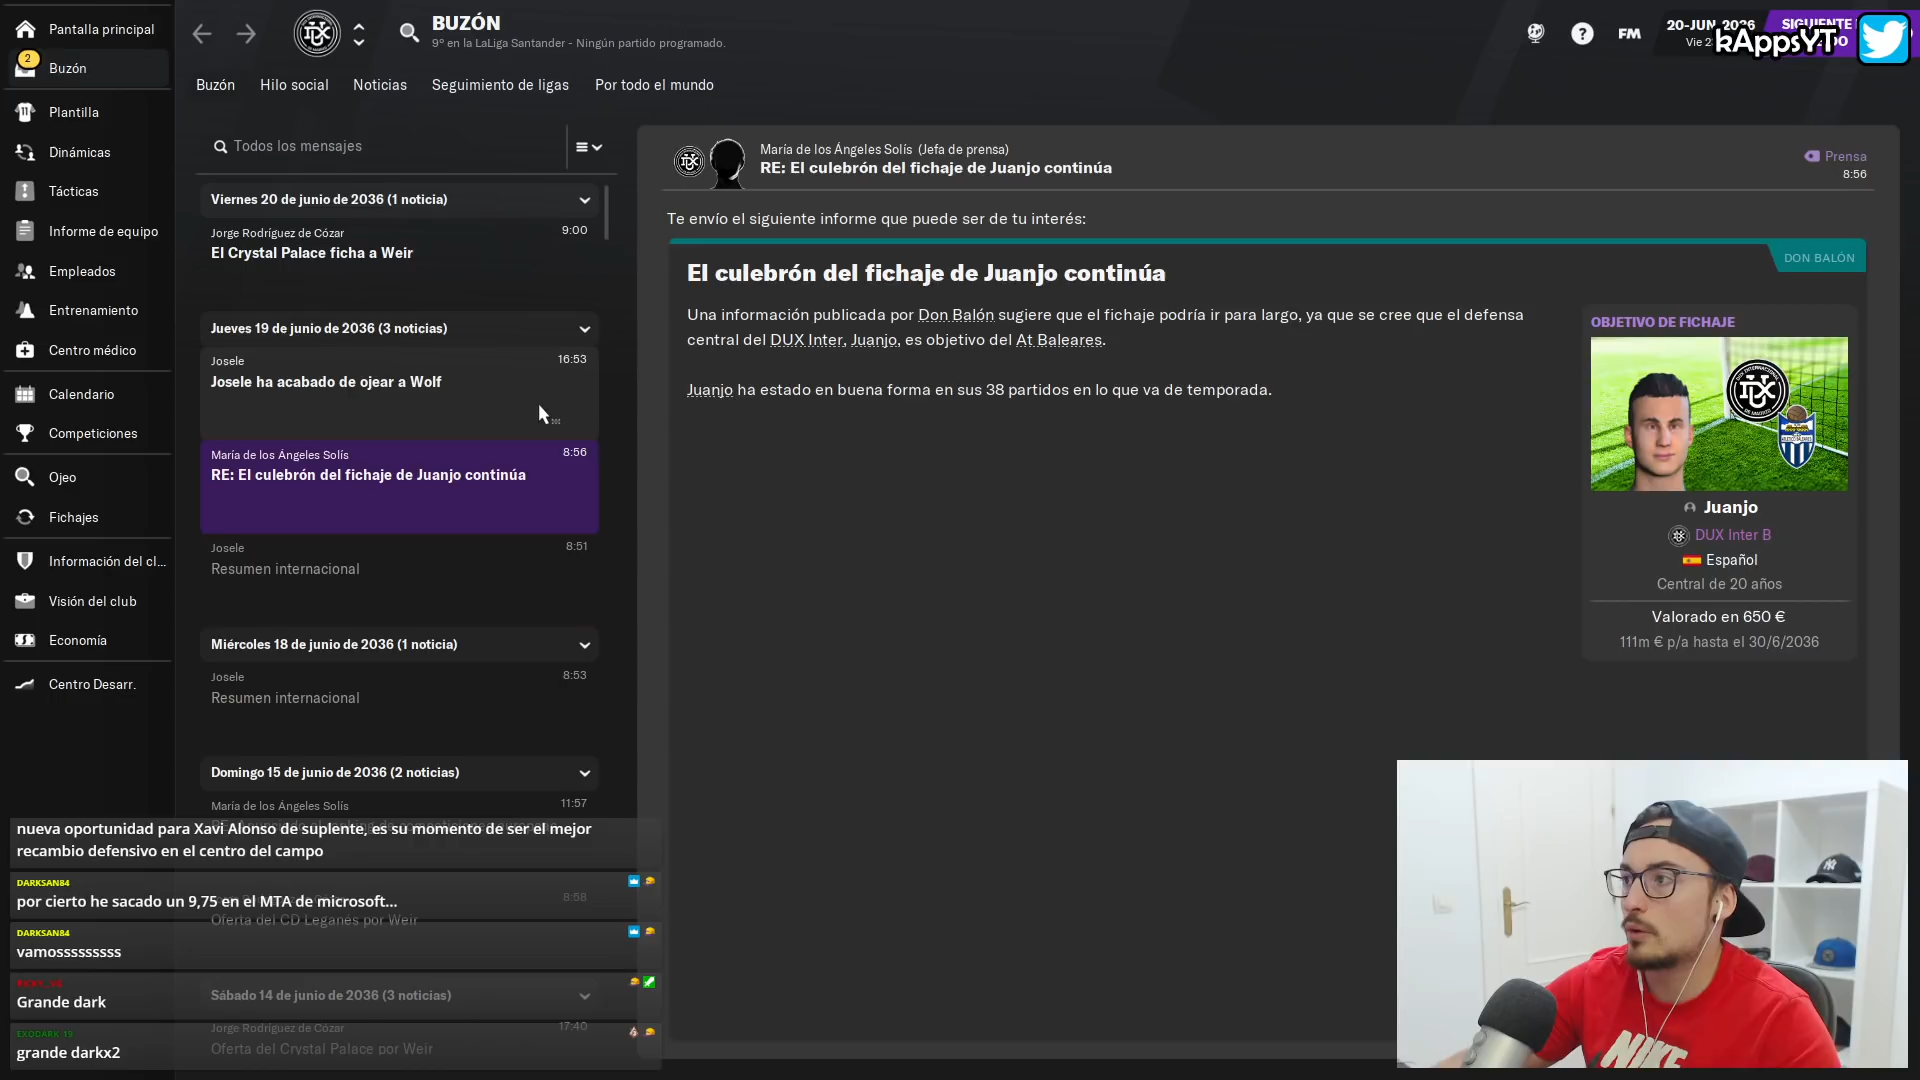 Pantalla principal
2
Buzón
Plantilla
Dinámicas
Tácticas
Informe de equipo
Empleados
Entrenamiento
Centro médico
Calendario
Competiciones
Ojeo
Fichajes
Información del cl...
Visión del club
Economía
Centro Desarr.
BUZÓN
9º en la LaLiga Santander - Ningún partido programado.
FM
20-JUN. 2036
kAppsYT
Buzón
Hilo social
Noticias
Seguimiento de ligas
Por todo el mundo
Todos los mensajes
Viernes 20 de junio de 2036 (1 noticia)
Jorge Rodríguez de Cózar
9:00
El Crystal Palace ficha a Weir
Jueves 19 de junio de 2036 (3 noticias)
Josele
16:53
Josele ha acabado de ojear a Wolf
María de los Ángeles Solís
8:56
RE: El culebrón del fichaje de Juanjo continúa
Josele
8:51
Resumen internacional
Miércoles 18 de junio de 2036 (1 noticia)
Josele
8:53
Resumen internacional
Domingo 15 de junio de 2036 (2 noticias)
María de los Ángeles Solís
11:57
nueva oportunidad para Xavi Alonso de suplente, es su momento de ser el mejor
recambio defensivo en el centro del campo
DARKSAN84
por cierto he sacado un 9,75 en el MTA de microsoft...
8:58
Oferta del CD Leganés por Weir
DARKSAN84
vamosssssssss
Grande dark
Sábado 14 de junio de 2036 (3 noticias)
Jorge Rodríguez de Cózar
17:40
EXODARK_19
grande darkx2
Oferta del Crystal Palace por Weir
María de los Ángeles Solís (Jefa de prensa)
RE: El culebrón del fichaje de Juanjo continúa
Prensa
8:56
Te envío el siguiente informe que puede ser de tu interés:
DON BALÓN
El culebrón del fichaje de Juanjo continúa
Una información publicada por Don Balón sugiere que el fichaje podría ir para largo, ya que se cree que el defensa
central del DUX Inter, Juanjo, es objetivo del At Baleares.
Juanjo ha estado en buena forma en sus 38 partidos en lo que va de temporada.
OBJETIVO DE FICHAJE
Juanjo
DUX Inter B
Español
Central de 20 años
Valorado en 650 €
111m € p/a hasta el 30/6/2036
NIKE